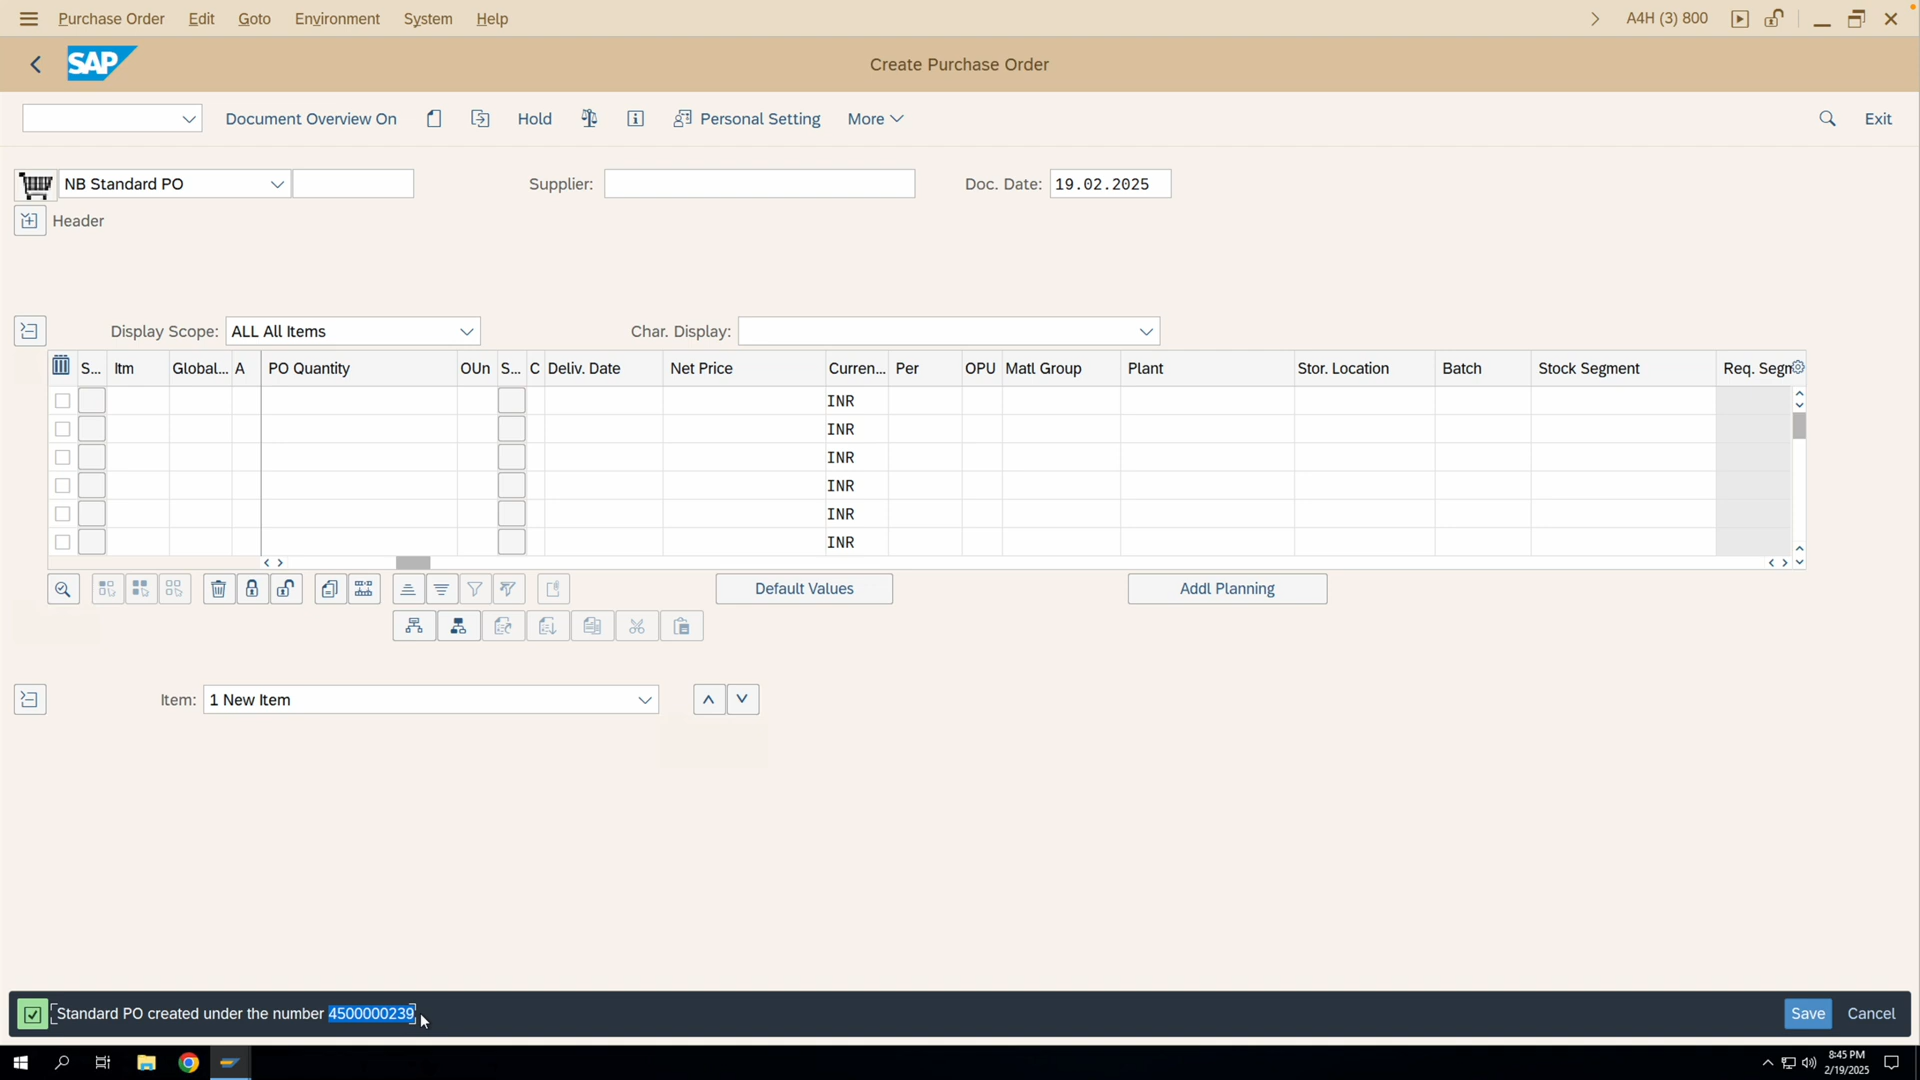 Purchase Order Edit Goto Environment System Help A4H (3) 800
SAP Create Purchase Order
Document Overview On Hold Personal Setting More Exit
NB Standard PO Supplier: Doc. Date: 19.02.2025
Header
Display Scope: ALL All Items Char. Display:
S... Itm Global... A PO Quantity OUn S... C Deliv. Date Net Price Curren... Per OPU Matl Group Plant Stor. Location Batch Stock Segment Req. Segm
INR
INR
INR
INR
INR
INR
Default Values Addl Planning
Item: 1 New Item
Standard PO created under the number 4500000239 Save Cancel
8:45 PM
2/19/2025